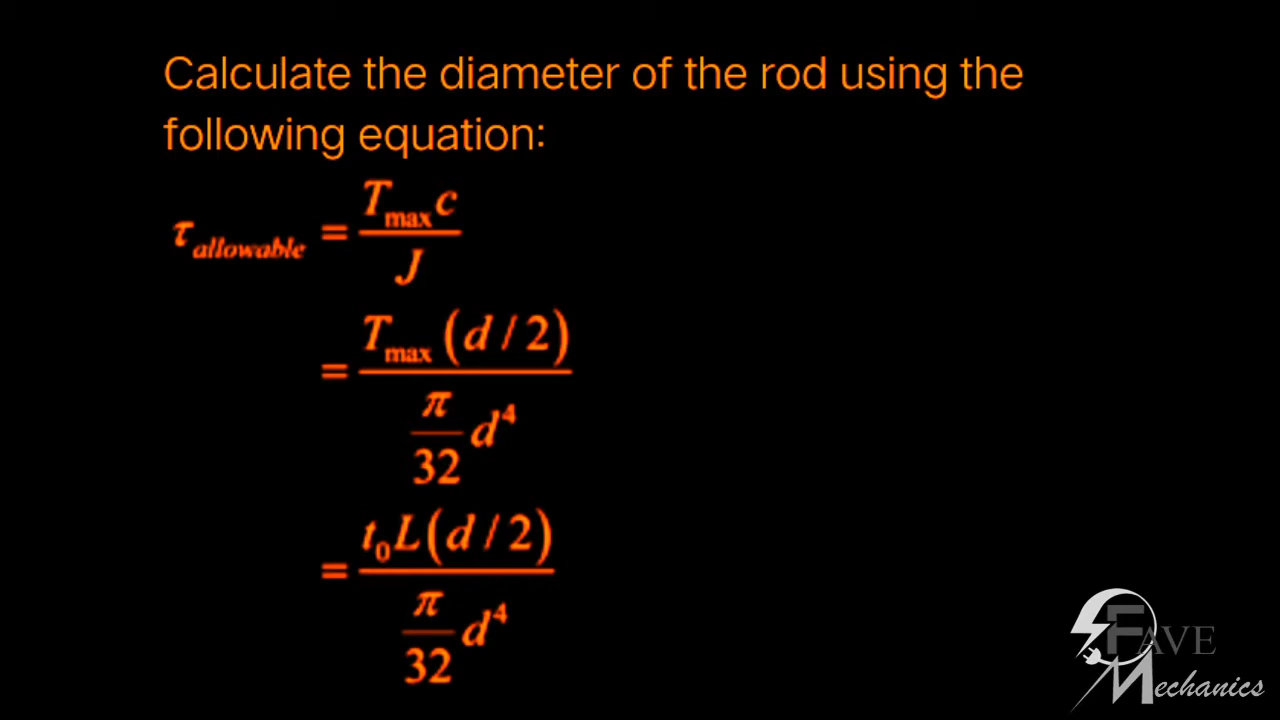 Calculate the diameter of the rod using the
following equation:
τ_allowable = T_max c / J
= T_max (d / 2) / (π/32 d⁴)
= t₀L(d / 2) / (π/32 d⁴)
FAVE
Mechanics